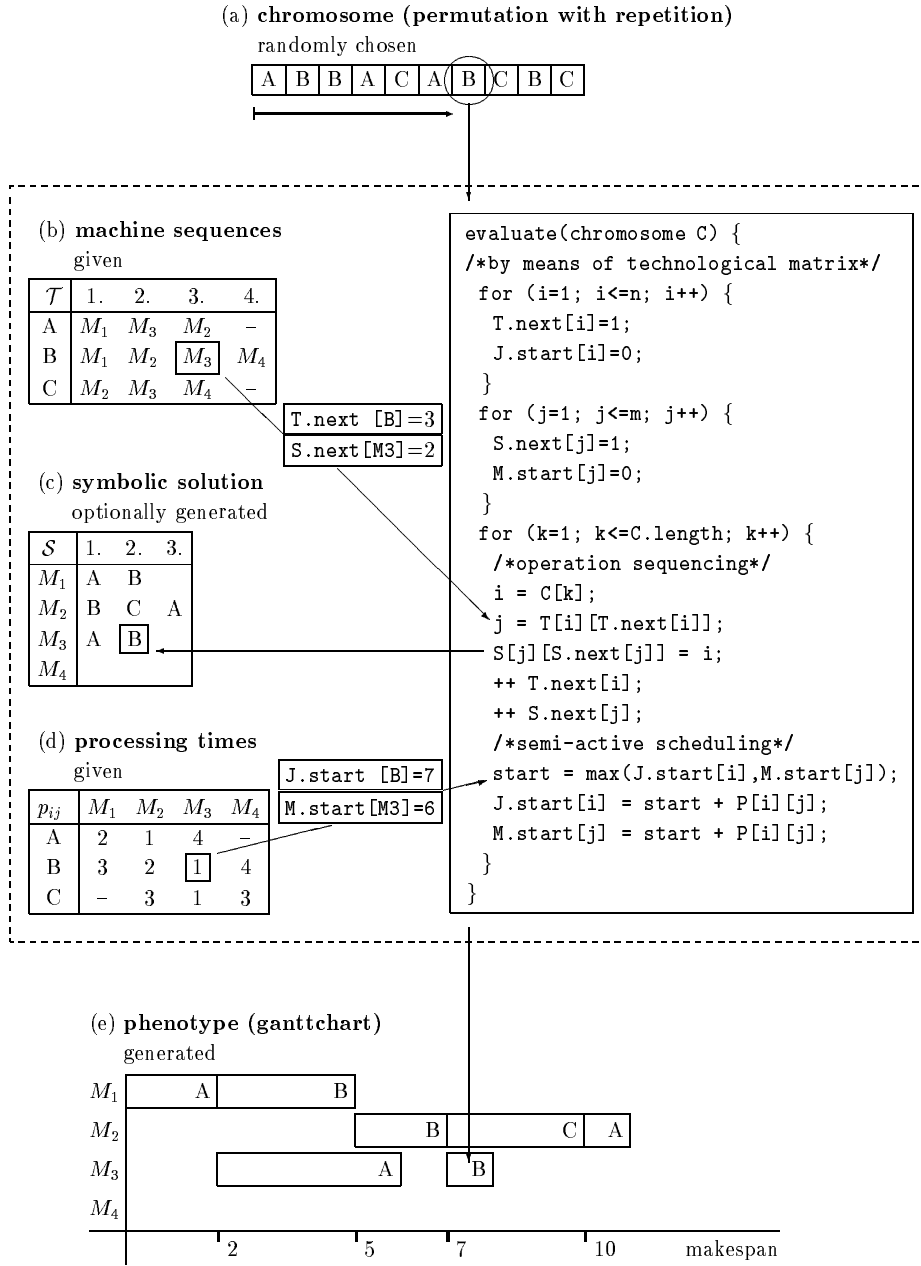 (a) chromosome (permutation with repetition)
randomly chosen
A B B A C A B C B C
(b) machine sequences
given
𝒯 1. 2. 3. 4.
A M₁ M₃ M₂ –
B M₁ M₂ M₃ M₄
C M₂ M₃ M₄ –
T.next [B]=3
S.next[M3]=2
(c) symbolic solution
optionally generated
𝒮 1. 2. 3.
M₁ A B
M₂ B C A
M₃ A B
M₄
(d) processing times
given
pᵢⱼ M₁ M₂ M₃ M₄
A 2 1 4 –
B 3 2 1 4
C – 3 1 3
J.start [B]=7
M.start[M3]=6
evaluate(chromosome C) {
/*by means of technological matrix*/
for (i=1; i<=n; i++) {
T.next[i]=1;
J.start[i]=0;
}
for (j=1; j<=m; j++) {
S.next[j]=1;
M.start[j]=0;
}
for (k=1; k<=C.length; k++) {
/*operation sequencing*/
i = C[k];
j = T[i][T.next[i]];
S[j][S.next[j]] = i;
++ T.next[i];
++ S.next[j];
/*semi-active scheduling*/
start = max(J.start[i],M.start[j]);
J.start[i] = start + P[i][j];
M.start[j] = start + P[i][j];
}
}
(e) phenotype (ganttchart)
generated
M₁ A B
M₂ B C A
M₃ A B
M₄
2 5 7 10 makespan